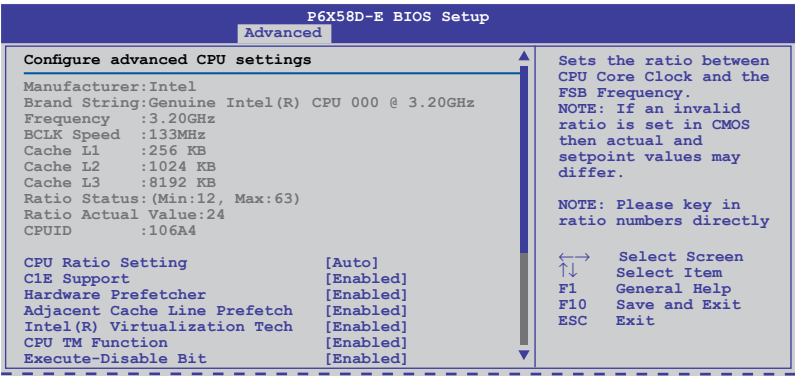 P6X58D-E BIOS Setup
Advanced
Configure advanced CPU settings
Manufacturer:Intel
Brand String:Genuine Intel(R) CPU 000 @ 3.20GHz
Frequency :3.20GHz
BCLK Speed :133MHz
Cache L1 :256 KB
Cache L2 :1024 KB
Cache L3 :8192 KB
Ratio Status:(Min:12, Max:63)
Ratio Actual Value:24
CPUID :106A4
CPU Ratio Setting [Auto]
C1E Support [Enabled]
Hardware Prefetcher [Enabled]
Adjacent Cache Line Prefetch [Enabled]
Intel(R) Virtualization Tech [Enabled]
CPU TM Function [Enabled]
Execute-Disable Bit [Enabled]
Sets the ratio between
CPU Core Clock and the
FSB Frequency.
NOTE: If an invalid
ratio is set in CMOS
then actual and
setpoint values may
differ.
NOTE: Please key in
ratio numbers directly
←→ Select Screen
↑↓ Select Item
F1 General Help
F10 Save and Exit
ESC Exit